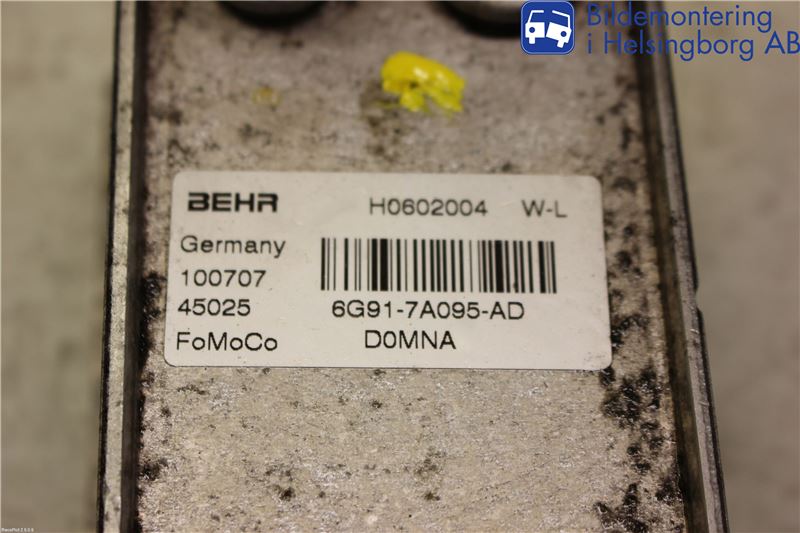 Bildemontering
i Helsingborg AB
BEHR H0602004 W-L
Germany
100707
45025 6G91-7A095-AD
FoMoCo D0MNA